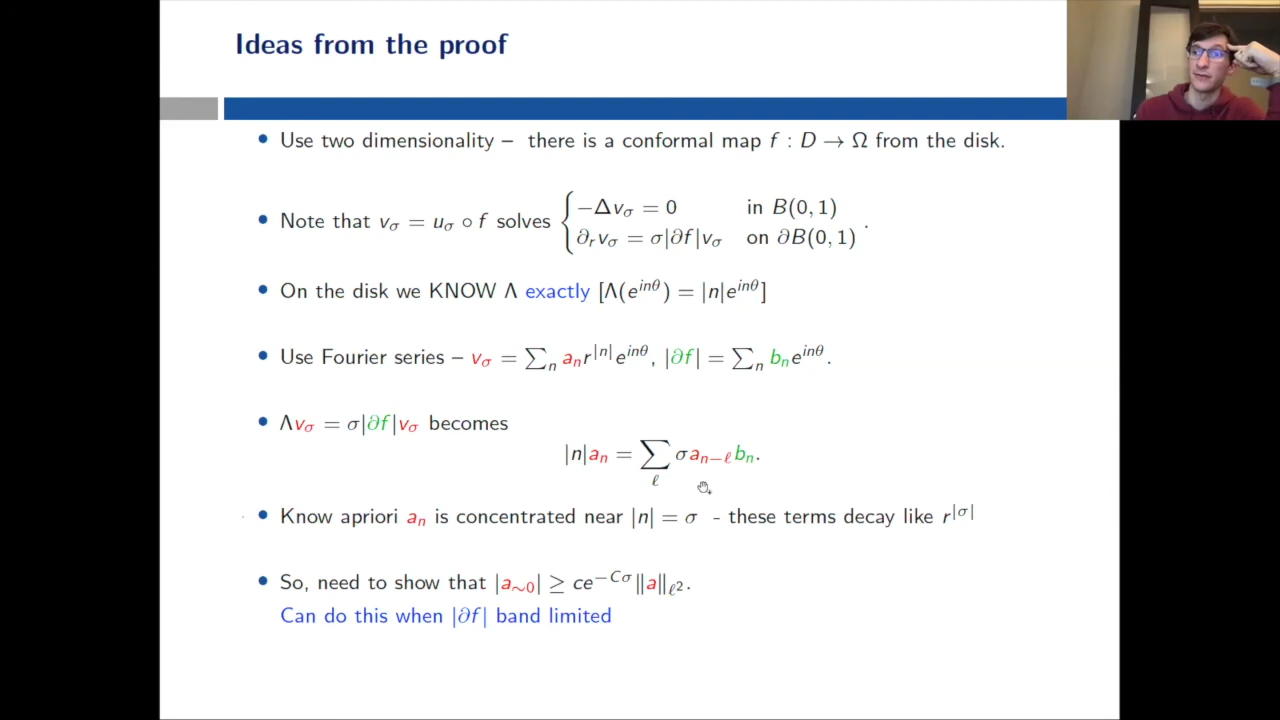 Ideas from the proof
• Use two dimensionality – there is a conformal map f : D → Ω from the disk.
• Note that v_σ = u_σ ∘ f solves { −Δv_σ = 0 in B(0, 1)
∂_r v_σ = σ|∂f|v_σ on ∂B(0, 1) .
• On the disk we KNOW Λ exactly [Λ(e^{inθ}) = |n|e^{inθ}]
• Use Fourier series – v_σ = ∑_n a_n r^{|n|} e^{inθ}, |∂f| = ∑_n b_n e^{inθ}.
• Λv_σ = σ|∂f|v_σ becomes
|n|a_n = ∑_ℓ σa_{n−ℓ} b_n.
• Know apriori a_n is concentrated near |n| = σ - these terms decay like r^{|σ|}
• So, need to show that |a_{∼0}| ≥ ce^{−Cσ}‖a‖_{ℓ²}.
Can do this when |∂f| band limited